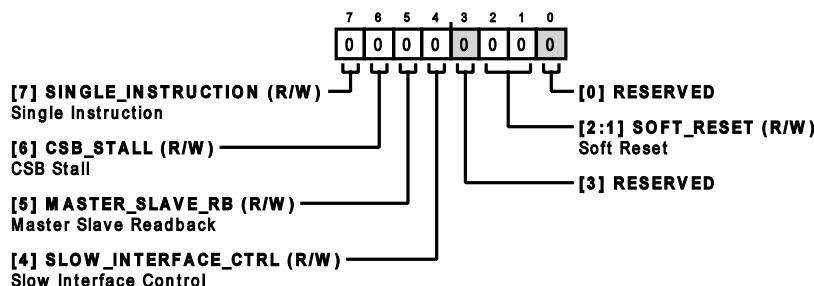 7 6 5 4 3 2 1 0
0 0 0 0 0 0 0 0
[7] SINGLE_INSTRUCTION (R/W)
Single Instruction
[6] CSB_STALL (R/W)
CSB Stall
[5] MASTER_SLAVE_RB (R/W)
Master Slave Readback
[4] SLOW_INTERFACE_CTRL (R/W)
Slow Interface Control
[0] RESERVED
[2:1] SOFT_RESET (R/W)
Soft Reset
[3] RESERVED